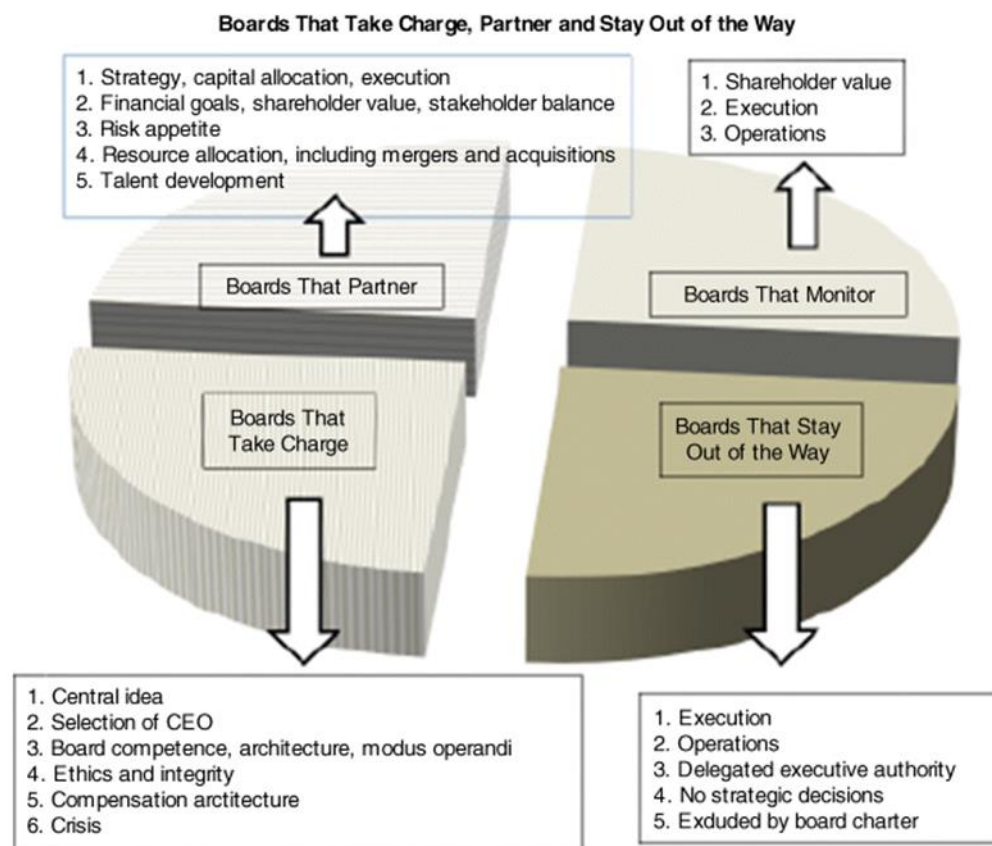 Boards That Take Charge, Partner and Stay Out of the Way
1. Strategy, capital allocation, execution
2. Financial goals, shareholder value, stakeholder balance
3. Risk appetite
4. Resource allocation, including mergers and acquisitions
5. Talent development
1. Shareholder value
2. Execution
3. Operations
Boards That Partner
Boards That Monitor
Boards That
Take Charge
Boards That Stay
Out of the Way
1. Central idea
2. Selection of CEO
3. Board competence, architecture, modus operandi
4. Ethics and integrity
5. Compensation arctitecture
6. Crisis
1. Execution
2. Operations
3. Delegated executive authority
4. No strategic decisions
5. Exduded by board charter